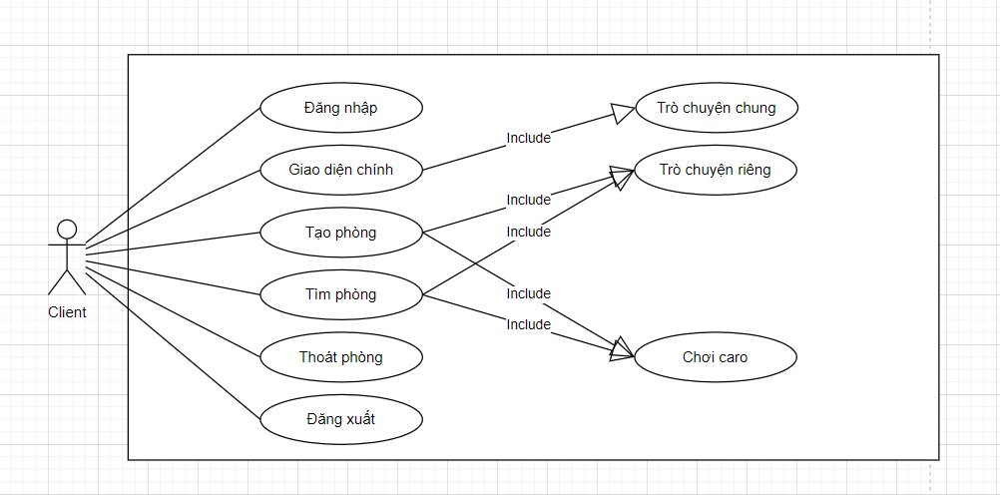 Đăng nhập
Trò chuyện chung
Include
Giao diện chính
Trò chuyện riêng
Include
Tạo phòng
Include
Tìm phòng
Include
Client
Include
Thoát phòng
Chơi caro
Đăng xuất